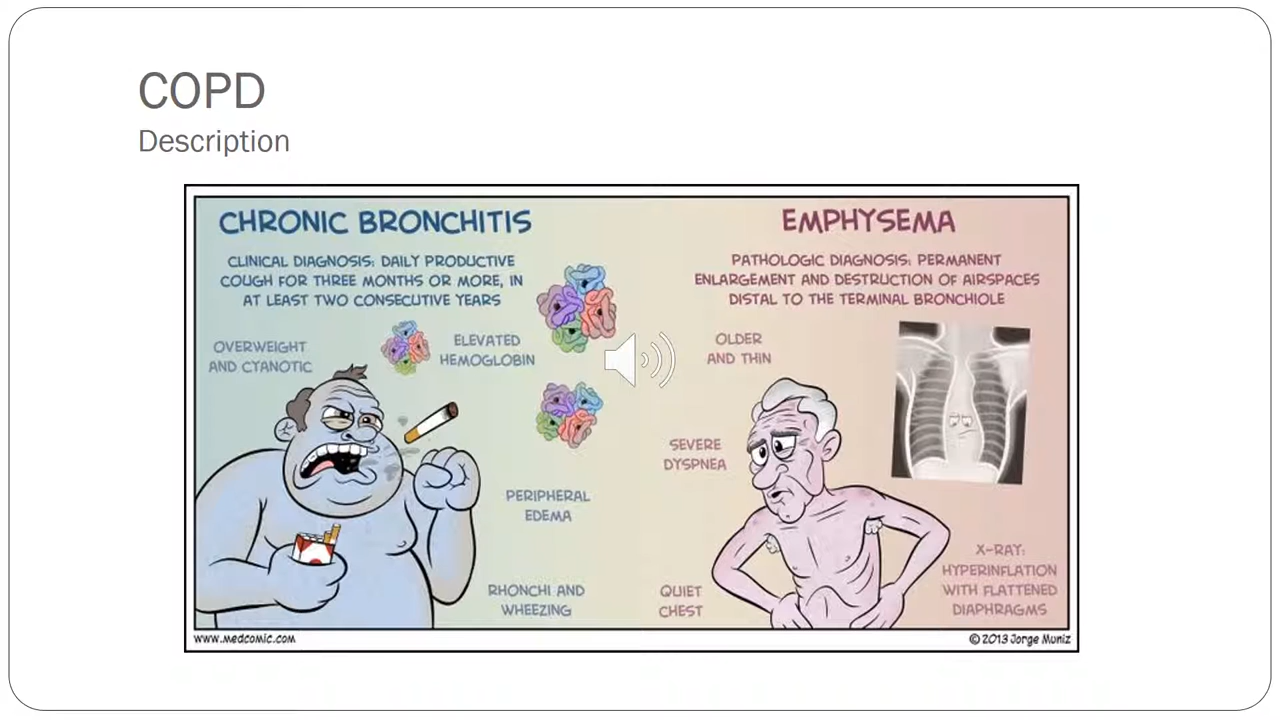 COPD
Description
CHRONIC BRONCHITIS
CLINICAL DIAGNOSIS: DAILY PRODUCTIVE
COUGH FOR THREE MONTHS OR MORE, IN
AT LEAST TWO CONSECUTIVE YEARS
OVERWEIGHT
AND CYANOTIC
ELEVATED
HEMOGLOBIN
PERIPHERAL
EDEMA
RHONCHI AND
WHEEZING
EMPHYSEMA
PATHOLOGIC DIAGNOSIS: PERMANENT
ENLARGEMENT AND DESTRUCTION OF AIRSPACES
DISTAL TO THE TERMINAL BRONCHIOLE
OLDER
AND THIN
SEVERE
DYSPNEA
QUIET
CHEST
X-RAY:
HYPERINFLATION
WITH FLATTENED
DIAPHRAGMS
www.medcomic.com
© 2013 Jorge Muniz